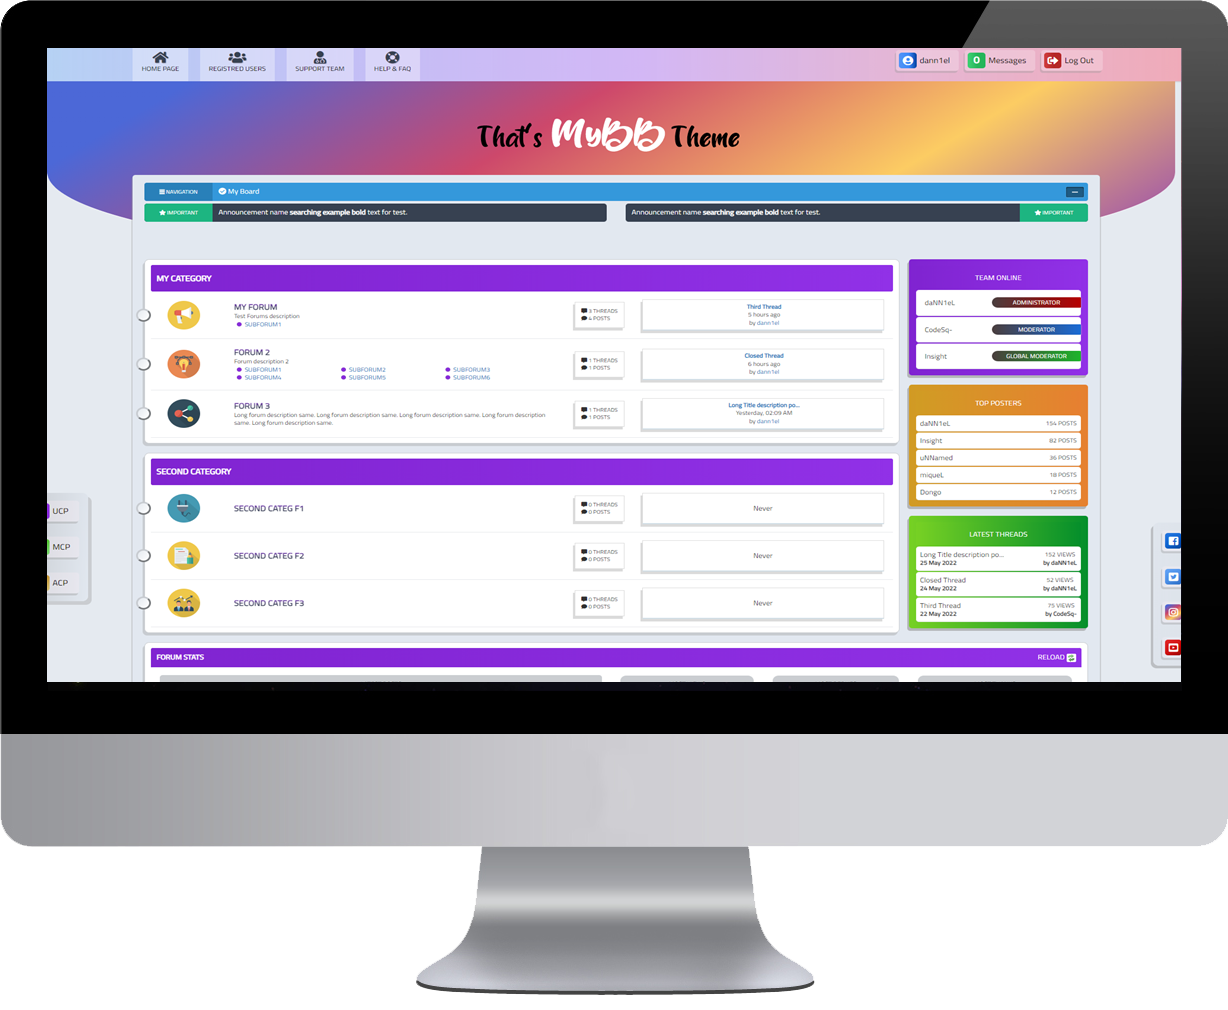 HOME PAGE
REGISTRED USERS
SUPPORT TEAM
HELP & FAQ
dann1el
0 Messages
Log Out
That's MyBB Theme
NAVIGATION
My Board
IMPORTANT
Announcement name searching example bold text for test.
Announcement name searching example bold text for test.
IMPORTANT
MY CATEGORY
MY FORUM
Test Forums description
SUBFORUM1
3 THREADS
4 POSTS
Third Thread
5 hours ago
by dann1el
FORUM 2
Forum description 2
SUBFORUM1 SUBFORUM2 SUBFORUM3
SUBFORUM4 SUBFORUM5 SUBFORUM6
1 THREADS
1 POSTS
Closed Thread
6 hours ago
by dann1el
FORUM 3
Long forum description same. Long forum description same. Long forum description same. Long forum description
same. Long forum description same.
1 THREADS
1 POSTS
Long Title description po...
Yesterday, 02:09 AM
by dann1el
SECOND CATEGORY
SECOND CATEG F1
0 THREADS
0 POSTS
Never
SECOND CATEG F2
0 THREADS
0 POSTS
Never
SECOND CATEG F3
0 THREADS
0 POSTS
Never
FORUM STATS
RELOAD
TEAM ONLINE
daNN1eL ADMINISTRATOR
CodeSq- MODERATOR
Insight GLOBAL MODERATOR
TOP POSTERS
daNN1eL 154 POSTS
Insight 82 POSTS
uNNamed 36 POSTS
miqueL 18 POSTS
Dongo 12 POSTS
LATEST THREADS
Long Title description po... 152 VIEWS
25 May 2022 by daNN1eL
Closed Thread 52 VIEWS
24 May 2022 by daNN1eL
Third Thread 75 VIEWS
22 May 2022 by CodeSq-
UCP
MCP
ACP